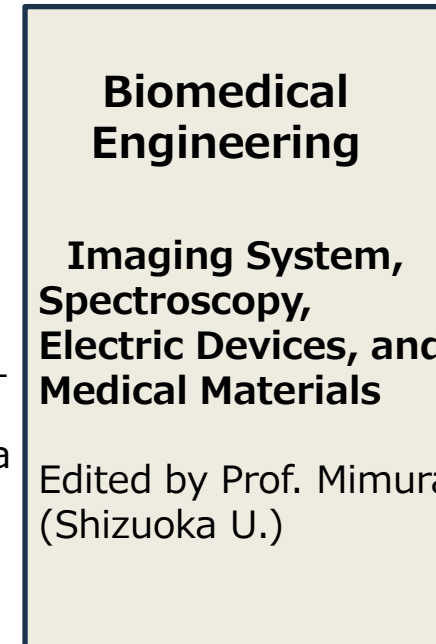 Biomedical
Engineering
Imaging System,
Spectroscopy,
Electric Devices, and
Medical Materials
Edited by Prof. Mimura
(Shizuoka U.)